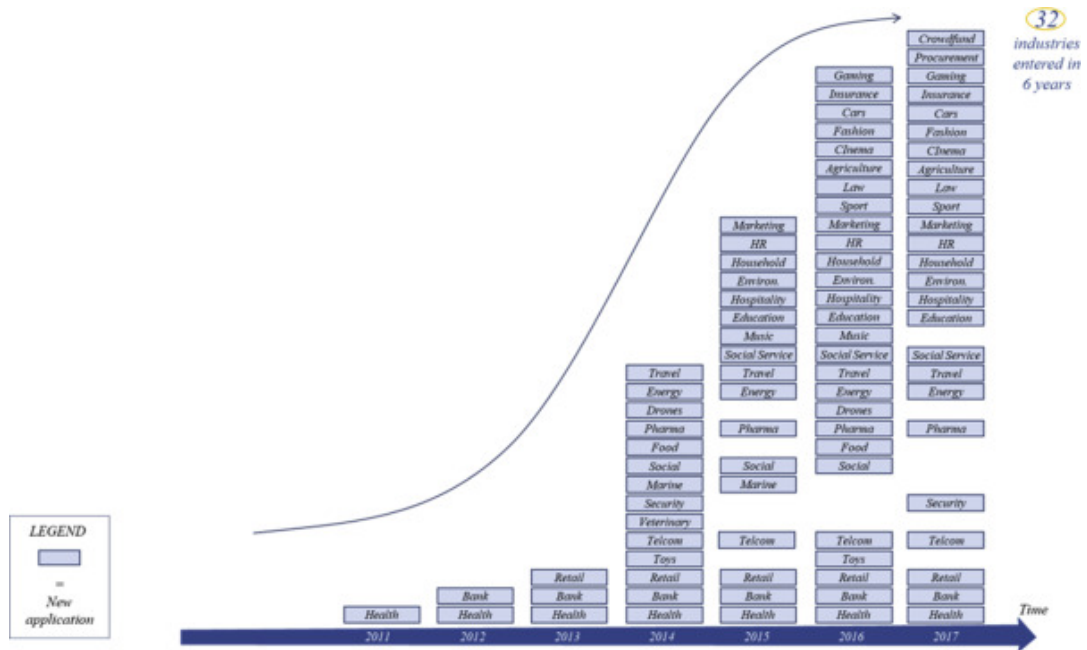 32
industries
entered in
6 years
Crowdfund
Procurement
Gaming Gaming
Insurance Insurance
Cars Cars
Fashion Fashion
CInema CInema
Agriculture Agriculture
Law Law
Sport Sport
Marketing Marketing Marketing
HR HR HR
Household Household Household
Environ. Environ. Environ.
Hospitality Hospitality Hospitality
Education Education Education
Music Music
Social Service Social Service Social Service
Travel Travel Travel Travel
Energy Energy Energy Energy
Drones Drones
Pharma Pharma Pharma Pharma
Food Food
Social Social Social
Marine Marine
Security Security
Veterinary
Telcom Telcom Telcom Telcom
Toys Toys
Retail Retail Retail Retail Retail
Bank Bank Bank Bank Bank Bank
Health Health Health Health Health Health Health
LEGEND
=
New
application
Time
2011 2012 2013 2014 2015 2016 2017